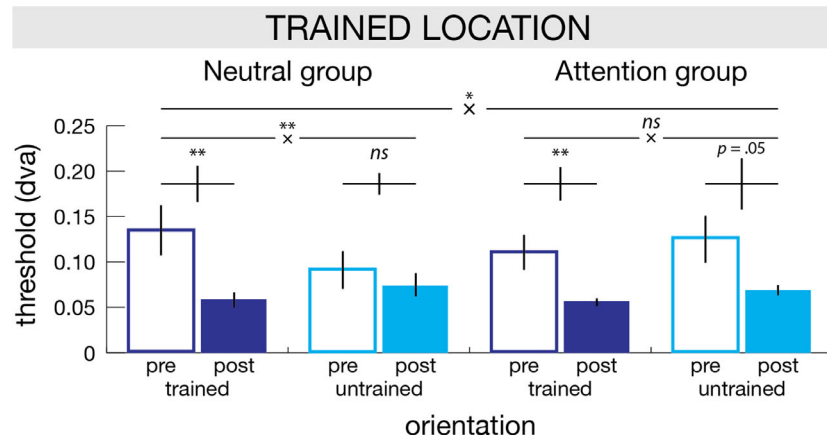 TRAINED LOCATION
Neutral group Attention group
*
×
** ns
× ×
** ns ** p = .05
threshold (dva)
0.25
0.20
0.15
0.10
0.05
0
pre post pre post pre post pre post
trained untrained trained untrained
orientation